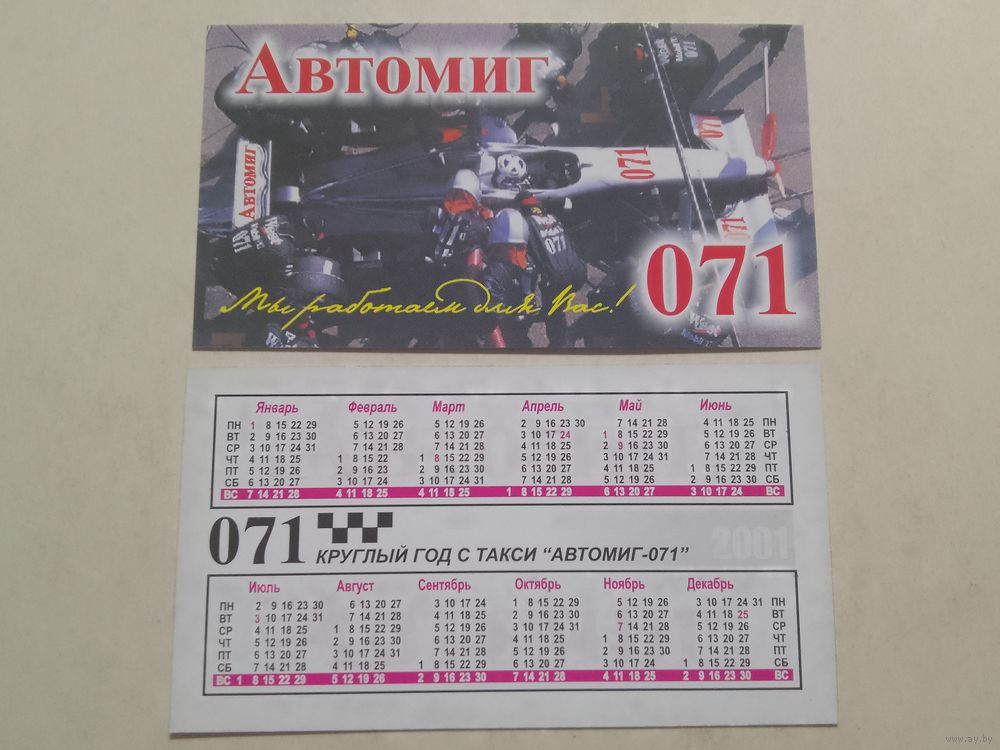 Автомиг
West
Автомиг
071
071
071
071
Мы работаем для Вас!
071
West
Январь Февраль Март Апрель Май Июнь
ПН 1 8 15 22 29 5 12 19 26 5 12 19 26 2 9 16 23 30 7 14 21 28 4 11 18 25 ПН
ВТ 2 9 16 23 30 6 13 20 27 6 13 20 27 3 10 17 24 1 8 15 22 29 5 12 19 26 ВТ
СР 3 10 17 24 31 7 14 21 28 7 14 21 28 4 11 18 25 2 9 16 23 30 6 13 20 27 СР
ЧТ 4 11 18 25 1 8 15 22 1 8 15 22 29 5 12 19 26 3 10 17 24 31 7 14 21 28 ЧТ
ПТ 5 12 19 26 2 9 16 23 2 9 16 23 30 6 13 20 27 4 11 18 25 1 8 15 22 29 ПТ
СБ 6 13 20 27 3 10 17 24 3 10 17 24 31 7 14 21 28 5 12 19 26 2 9 16 23 30 СБ
ВС 7 14 21 28 4 11 18 25 4 11 18 25 1 8 15 22 29 6 13 20 27 3 10 17 24 ВС
071
КРУГЛЫЙ ГОД С ТАКСИ "АВТОМИГ-071"
2001
Июль Август Сентябрь Октябрь Ноябрь Декабрь
ПН 2 9 16 23 30 6 13 20 27 3 10 17 24 1 8 15 22 29 5 12 19 26 3 10 17 24 31 ПН
ВТ 3 10 17 24 31 7 14 21 28 4 11 18 25 2 9 16 23 30 6 13 20 27 4 11 18 25 ВТ
СР 4 11 18 25 1 8 15 22 29 5 12 19 26 3 10 17 24 31 7 14 21 28 5 12 19 26 СР
ЧТ 5 12 19 26 2 9 16 23 30 6 13 20 27 4 11 18 25 1 8 15 22 29 6 13 20 27 ЧТ
ПТ 6 13 20 27 3 10 17 24 31 7 14 21 28 5 12 19 26 2 9 16 23 30 7 14 21 28 ПТ
СБ 7 14 21 28 4 11 18 25 1 8 15 22 29 6 13 20 27 3 10 17 24 1 8 15 22 29 СБ
ВС 1 8 15 22 29 5 12 19 26 2 9 16 23 30 7 14 21 28 4 11 18 25 2 9 16 23 30 ВС
www.ay.by